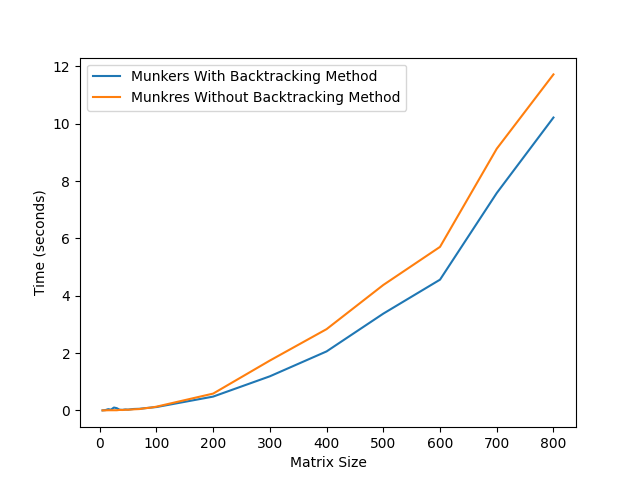 Munkers With Backtracking Method
Munkres Without Backtracking Method
12
10
8
6
4
2
0
Time (seconds)
0 100 200 300 400 500 600 700 800
Matrix Size